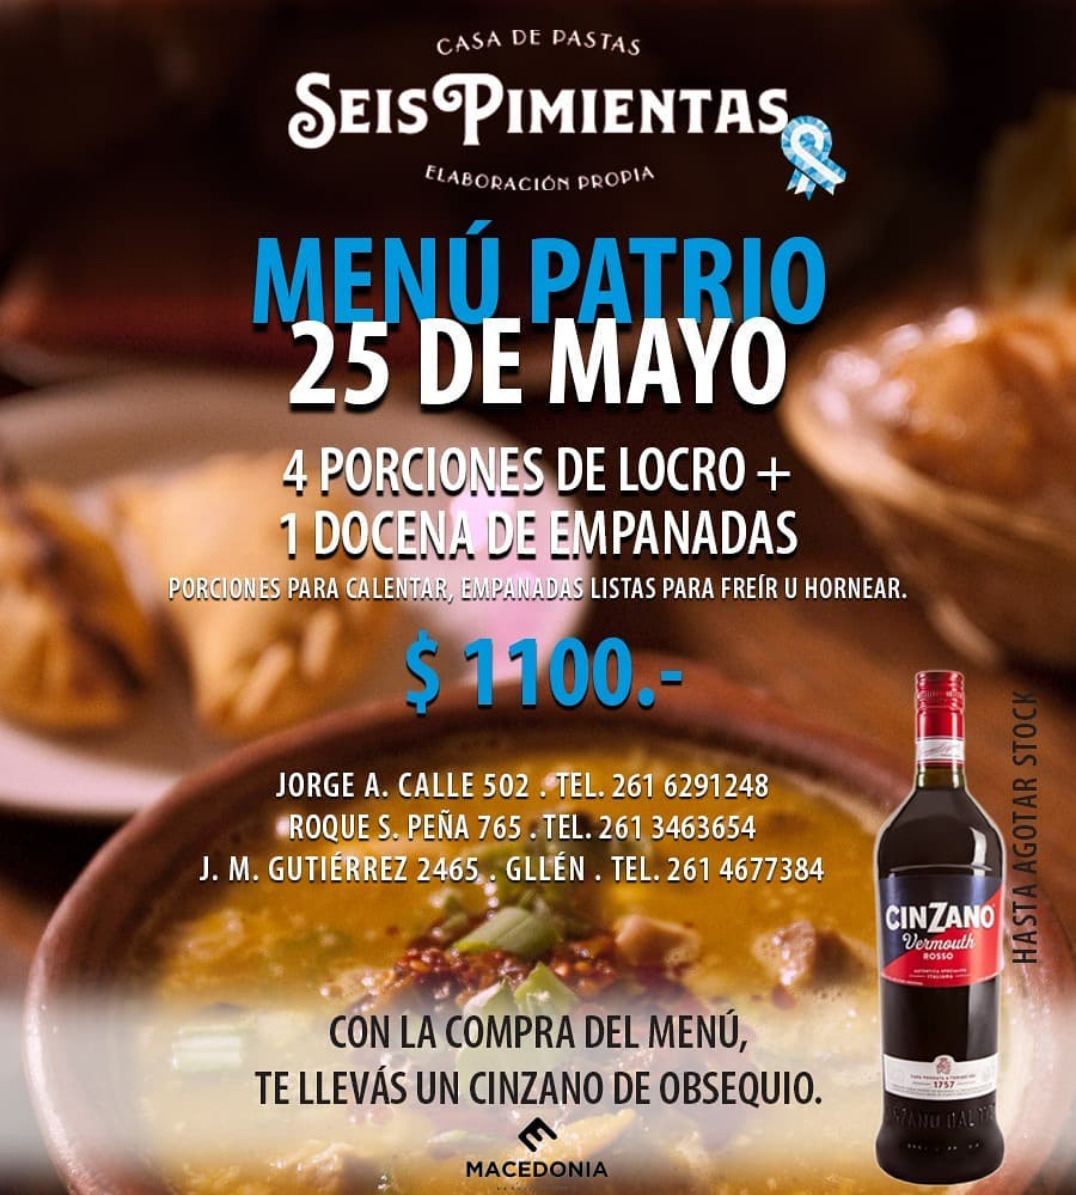 CASA DE PASTAS
SEIS PIMIENTAS
ELABORACIÓN PROPIA
MENÚ PATRIO
25 DE MAYO
4 PORCIONES DE LOCRO +
1 DOCENA DE EMPANADAS
PORCIONES PARA CALENTAR, EMPANADAS LISTAS PARA FREÍR U HORNEAR.
$ 1100.-
JORGE A. CALLE 502 . TEL. 261 6291248
ROQUE S. PEÑA 765 . TEL. 261 3463654
J. M. GUTIÉRREZ 2465 . GLLÉN . TEL. 261 4677384
HASTA AGOTAR STOCK
CINZANO
Vermouth
ROSSO
ITALIANA
1757
CON LA COMPRA DEL MENÚ,
TE LLEVÁS UN CINZANO DE OBSEQUIO.
MACEDONIA